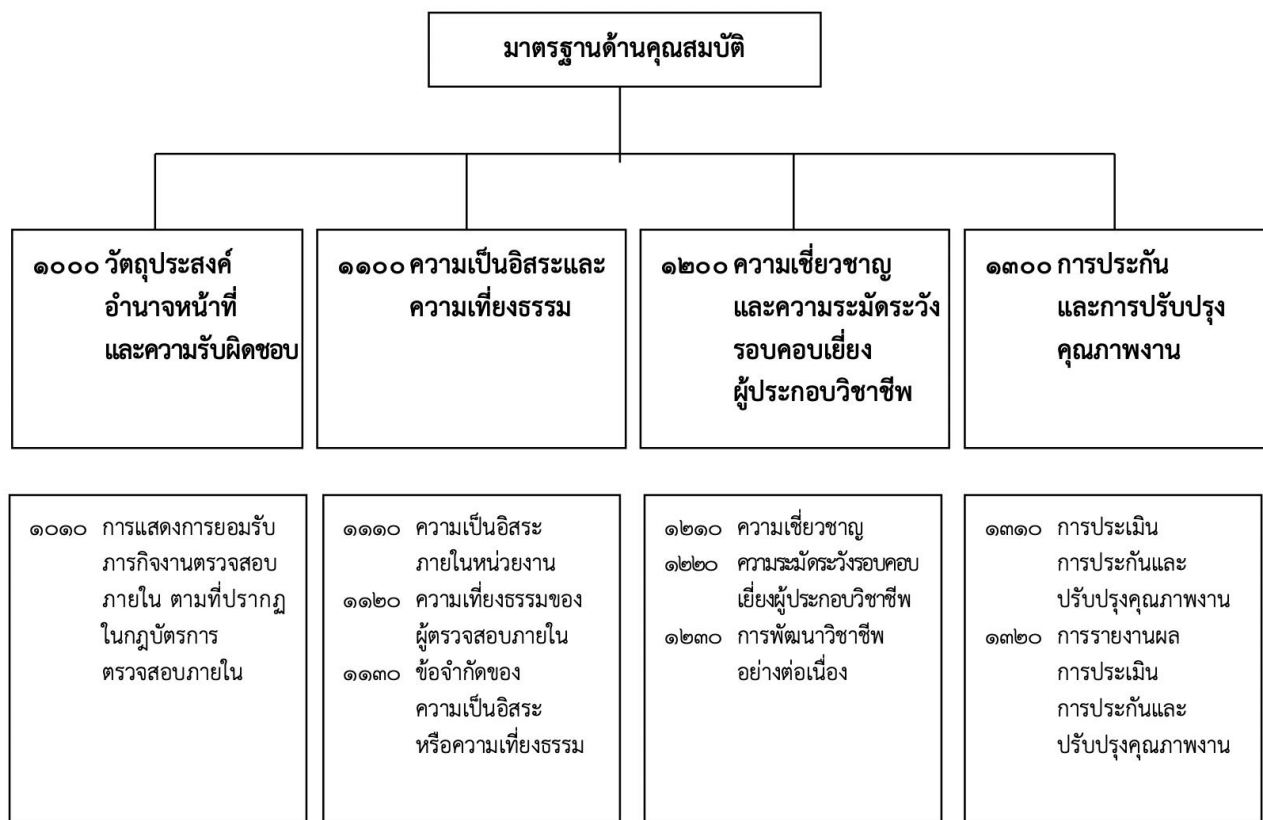 มาตรฐานด้านคุณสมบัติ
๑๐๐๐ วัตถุประสงค์
อำนาจหน้าที่
และความรับผิดชอบ
๑๑๐๐ ความเป็นอิสระและ
ความเที่ยงธรรม
๑๒๐๐ ความเชี่ยวชาญ
และความระมัดระวัง
รอบคอบเยี่ยง
ผู้ประกอบวิชาชีพ
๑๓๐๐ การประกัน
และการปรับปรุง
คุณภาพงาน
๑๐๑๐ การแสดงการยอมรับ
ภารกิจงานตรวจสอบ
ภายใน ตามที่ปรากฏ
ในกฎบัตรการ
ตรวจสอบภายใน
๑๑๑๐ ความเป็นอิสระ
ภายในหน่วยงาน
๑๑๒๐ ความเที่ยงธรรมของ
ผู้ตรวจสอบภายใน
๑๑๓๐ ข้อจำกัดของ
ความเป็นอิสระ
หรือความเที่ยงธรรม
๑๒๑๐ ความเชี่ยวชาญ
๑๒๒๐ ความระมัดระวังรอบคอบ
เยี่ยงผู้ประกอบวิชาชีพ
๑๒๓๐ การพัฒนาวิชาชีพ
อย่างต่อเนื่อง
๑๓๑๐ การประเมิน
การประกันและ
ปรับปรุงคุณภาพงาน
๑๓๒๐ การรายงานผล
การประเมิน
การประกันและ
ปรับปรุงคุณภาพงาน